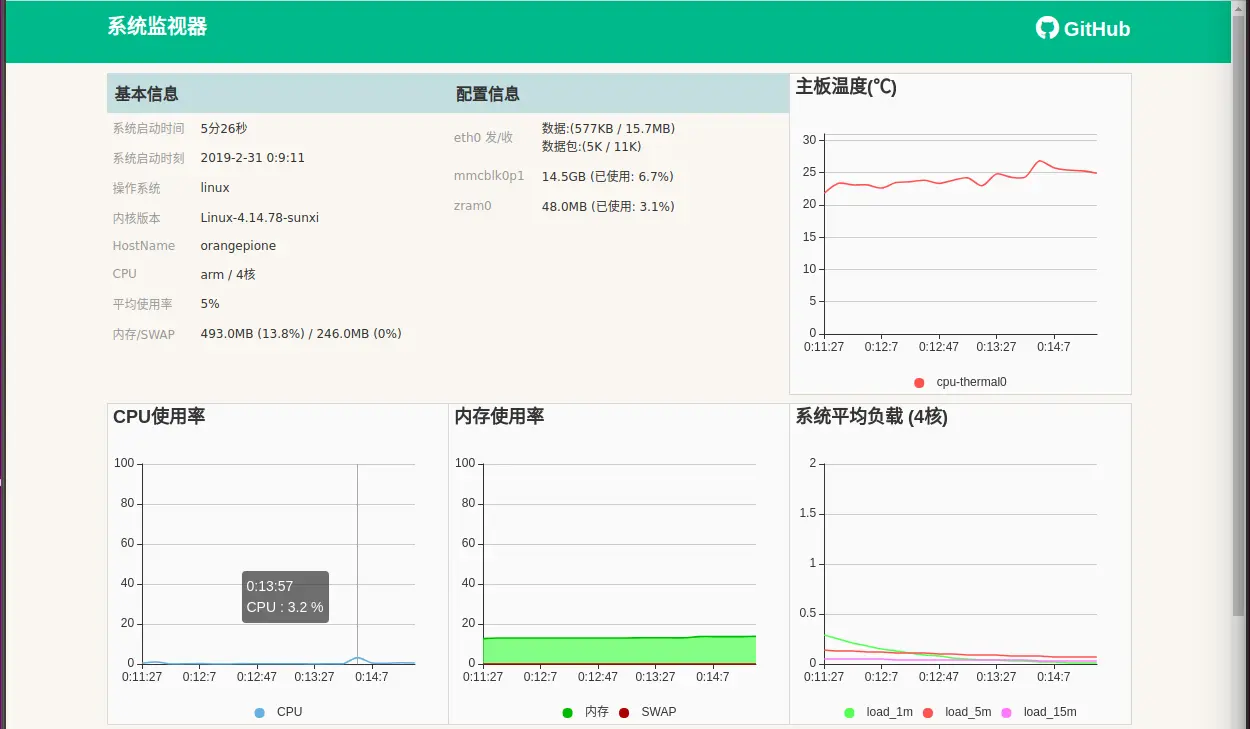 系统监视器
GitHub
基本信息
系统启动时间 5分26秒
系统启动时刻 2019-2-31 0:9:11
操作系统 linux
内核版本 Linux-4.14.78-sunxi
HostName orangepione
CPU arm / 4核
平均使用率 5%
内存/SWAP 493.0MB (13.8%) / 246.0MB (0%)
配置信息
eth0 发/收 数据:(577KB / 15.7MB)
数据包:(5K / 11K)
mmcblk0p1 14.5GB (已使用: 6.7%)
zram0 48.0MB (已使用: 3.1%)
主板温度(℃)
30
25
20
15
10
5
0
0:11:27 0:12:7 0:12:47 0:13:27 0:14:7
cpu-thermal0
CPU使用率
100
80
60
40
20
0
0:13:57
CPU : 3.2 %
0:11:27 0:12:7 0:12:47 0:13:27 0:14:7
CPU
内存使用率
100
80
60
40
20
0
0:11:27 0:12:7 0:12:47 0:13:27 0:14:7
内存 SWAP
系统平均负载 (4核)
2
1.5
1
0.5
0
0:11:27 0:12:7 0:12:47 0:13:27 0:14:7
load_1m load_5m load_15m